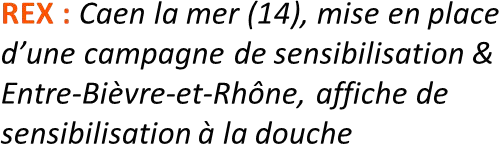 REX : Caen la mer (14), mise en place
d’une campagne de sensibilisation &
Entre-Bièvre-et-Rhône, affiche de
sensibilisation à la douche